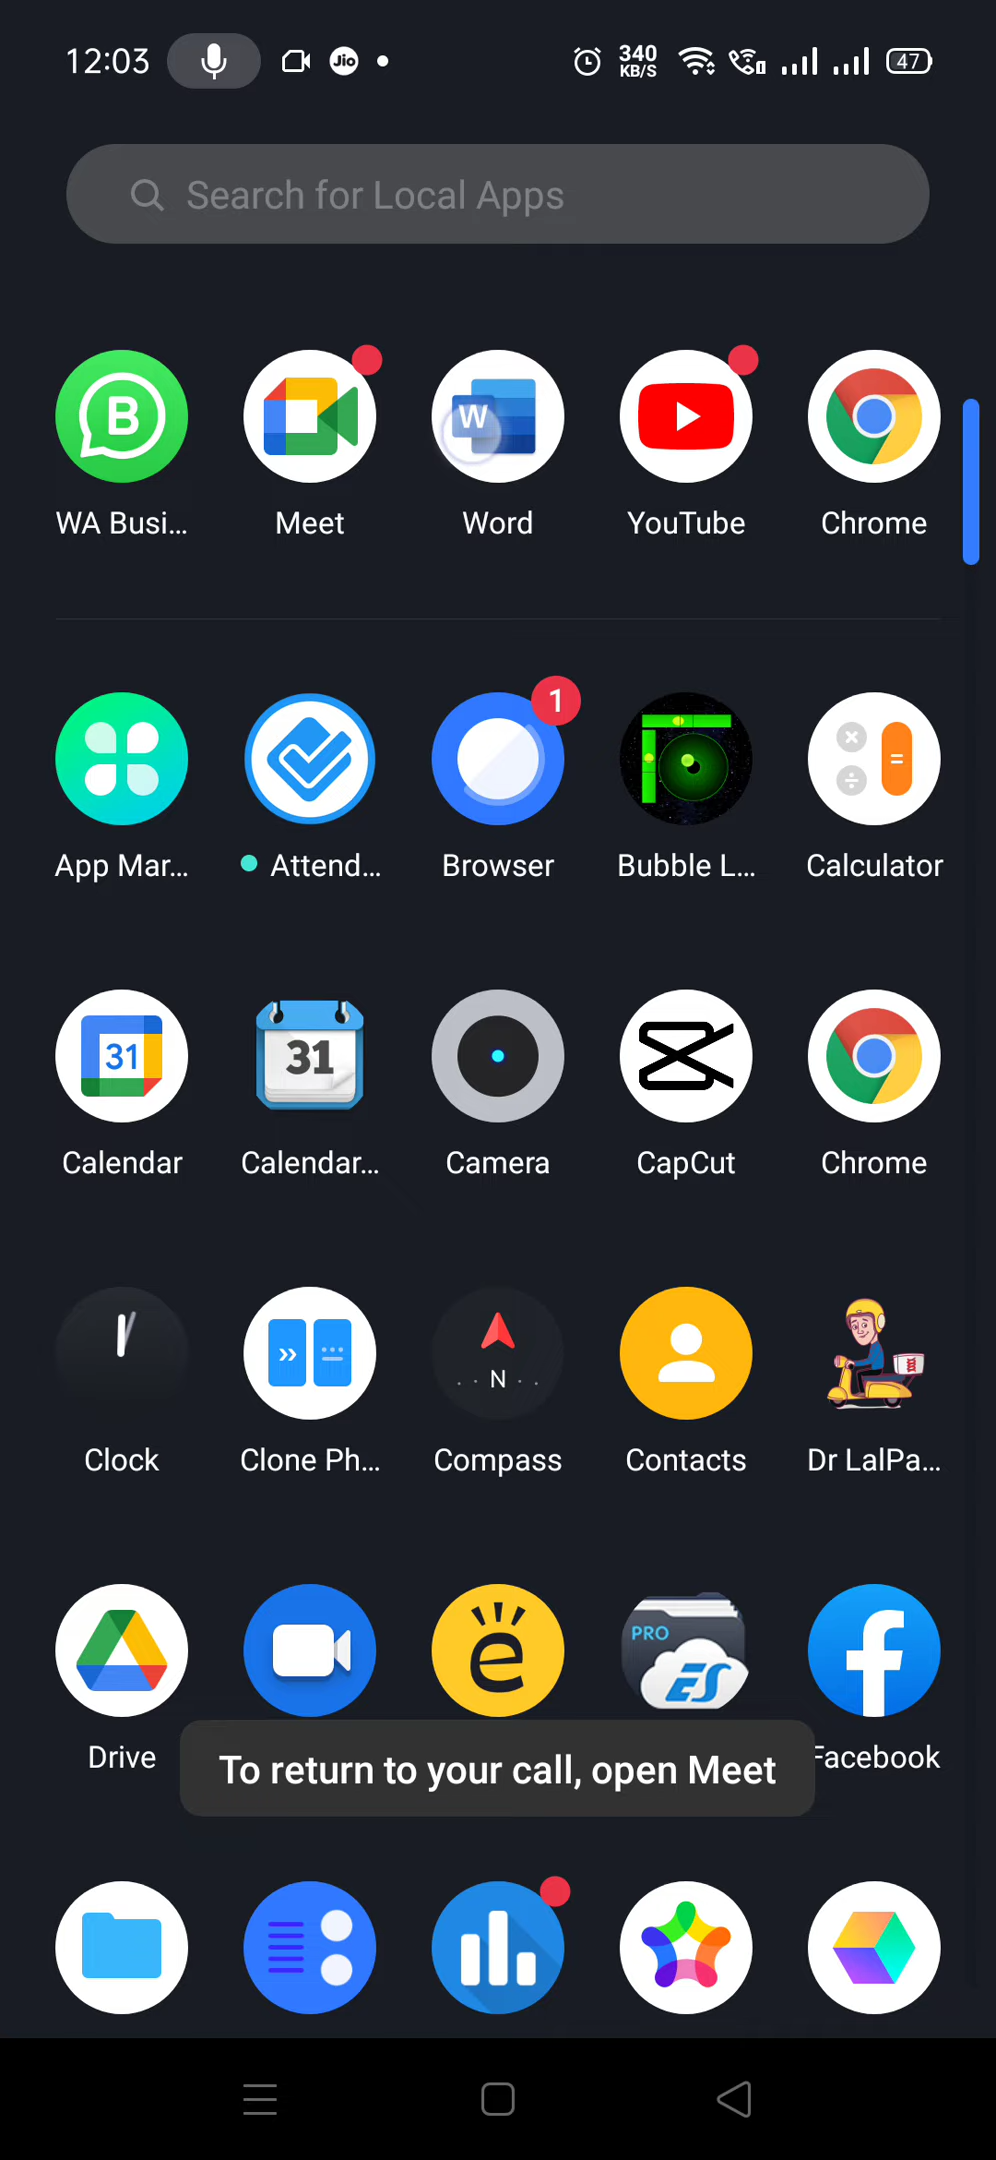 12:03
Jio
340
KB/S
47
Search for Local Apps
B
W
WA Busi...
Meet
Word
YouTube
Chrome
1
App Mar...
Attend...
Browser
Bubble L...
Calculator
31
31
Calendar
Calendar...
Camera
CapCut
Chrome
N
Clock
Clone Ph...
Compass
Contacts
Dr LalPa...
e
PRO
ES
f
Drive
Facebook
To return to your call, open Meet